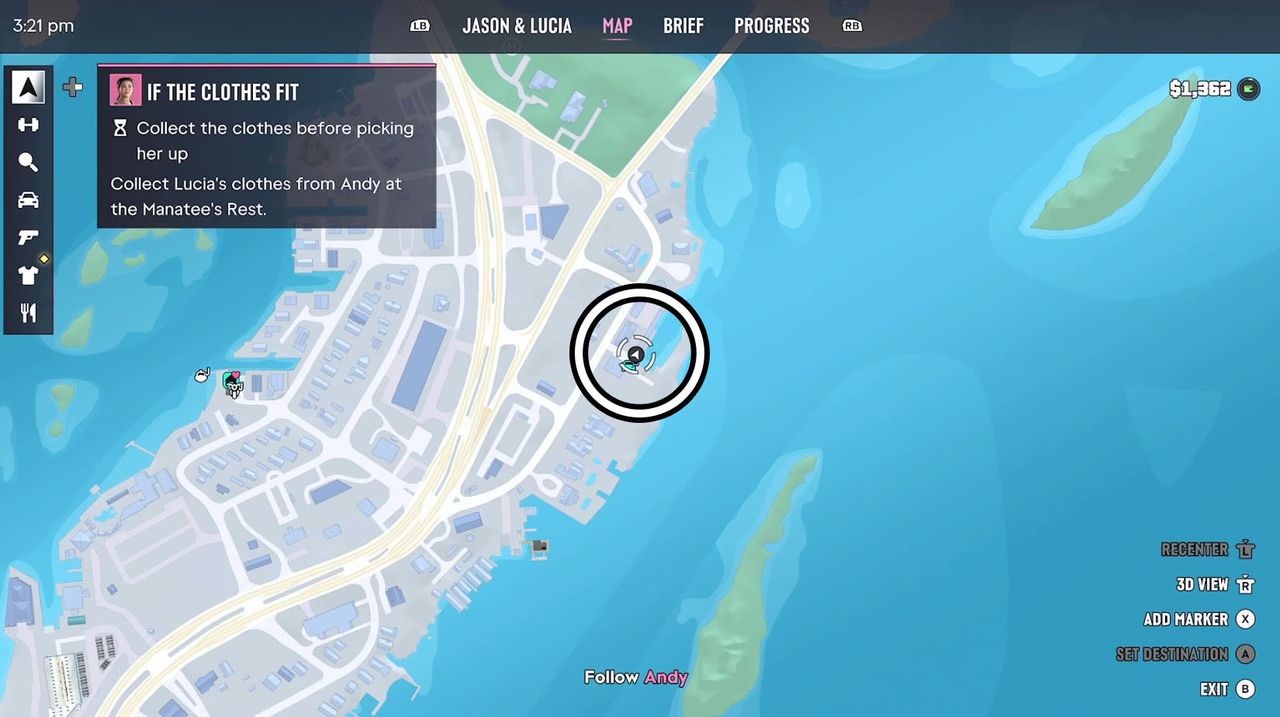 3:21 pm
LB JASON & LUCIA MAP BRIEF PROGRESS RB
IF THE CLOTHES FIT
Collect the clothes before picking
her up
Collect Lucia's clothes from Andy at
the Manatee's Rest.
$1,362
RECENTER L
3D VIEW R
ADD MARKER X
SET DESTINATION A
EXIT B
Follow Andy